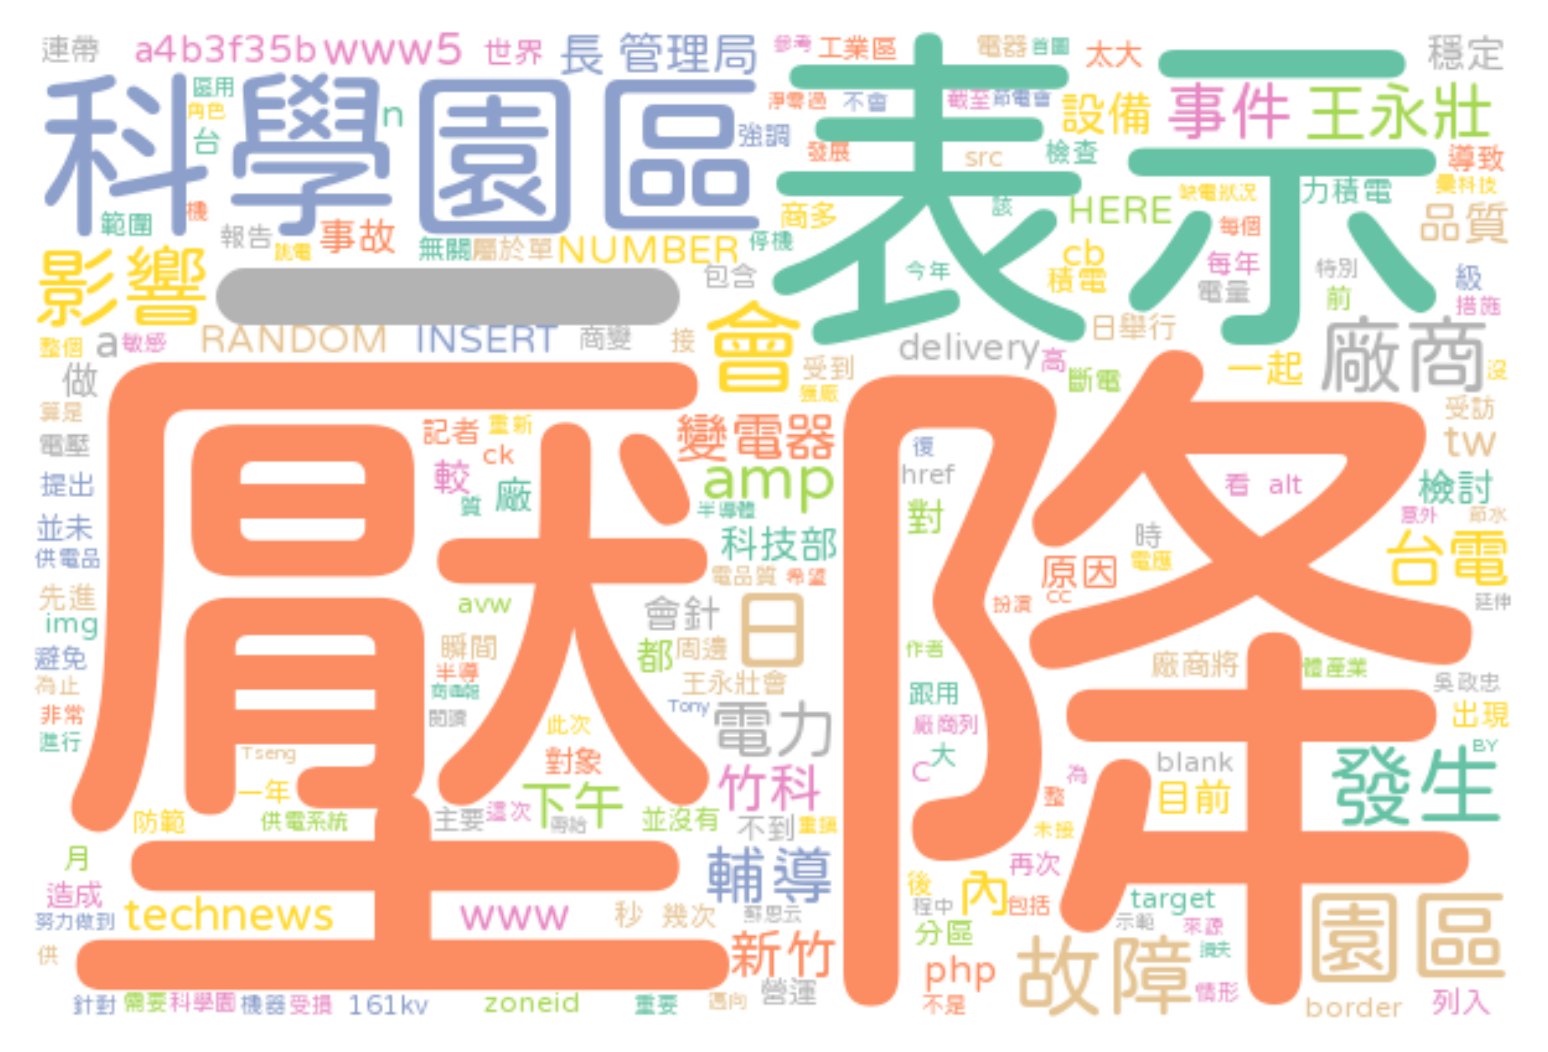 連帶 a4b3f35b www5 世界 長 管理局 參考 工業區 電器 首圖 太大 穩定
科學園區 區用 角色 台 n 強調 表示 淨零過 不會 截至 節電會 設備 事件 王永壯
發展 src 檢查 導致
範圍 機 商多 該 HERE 缺電狀況 力積電 品質
報告 跳電 事故 無關 屬於單 NUMBER 停機 cb 每個
影響 一 包含 今年 積電 每年 電量 特別 前 級 措施
整個 a 敏感 RANDOM INSERT 商變 接 會 受到 delivery 高 日舉行 廠商
做 斷電 一起 沒
算是 壓降 記者 重新 變電器 復 受訪
電壓 ck tw
提出 較 質 廠 amp 半導體 href 看 alt 檢討
並未 科技部 對 時 意外 節水
供電品 電品質 希望 原因 電應 台電
先進 avw 會針 日 扮演 cc 延伸
img 瞬間 都 周邊 作者
避免 半導 王永壯會 廠商將 體產業
為止 閱讀 Tony 跟用 吳政忠
非常 此次 電力 廠商列 出現
進行 Tseng 對象 竹科 大 C 為 blank BY
一年 下午 整 目前 發生
防範 供電系統 主要 這次 並沒有 不到 未接
月 輔導 再次
造成 後 內 包括 target
努力做到 technews www 秒 幾次 蘇思云 程中 示範 來源 園區
供 新竹 分區 故障 損失
php
針對 需要 科學園 機器 受損 161kv zoneid 重要 邁向 營運 不是 情形 border 列入